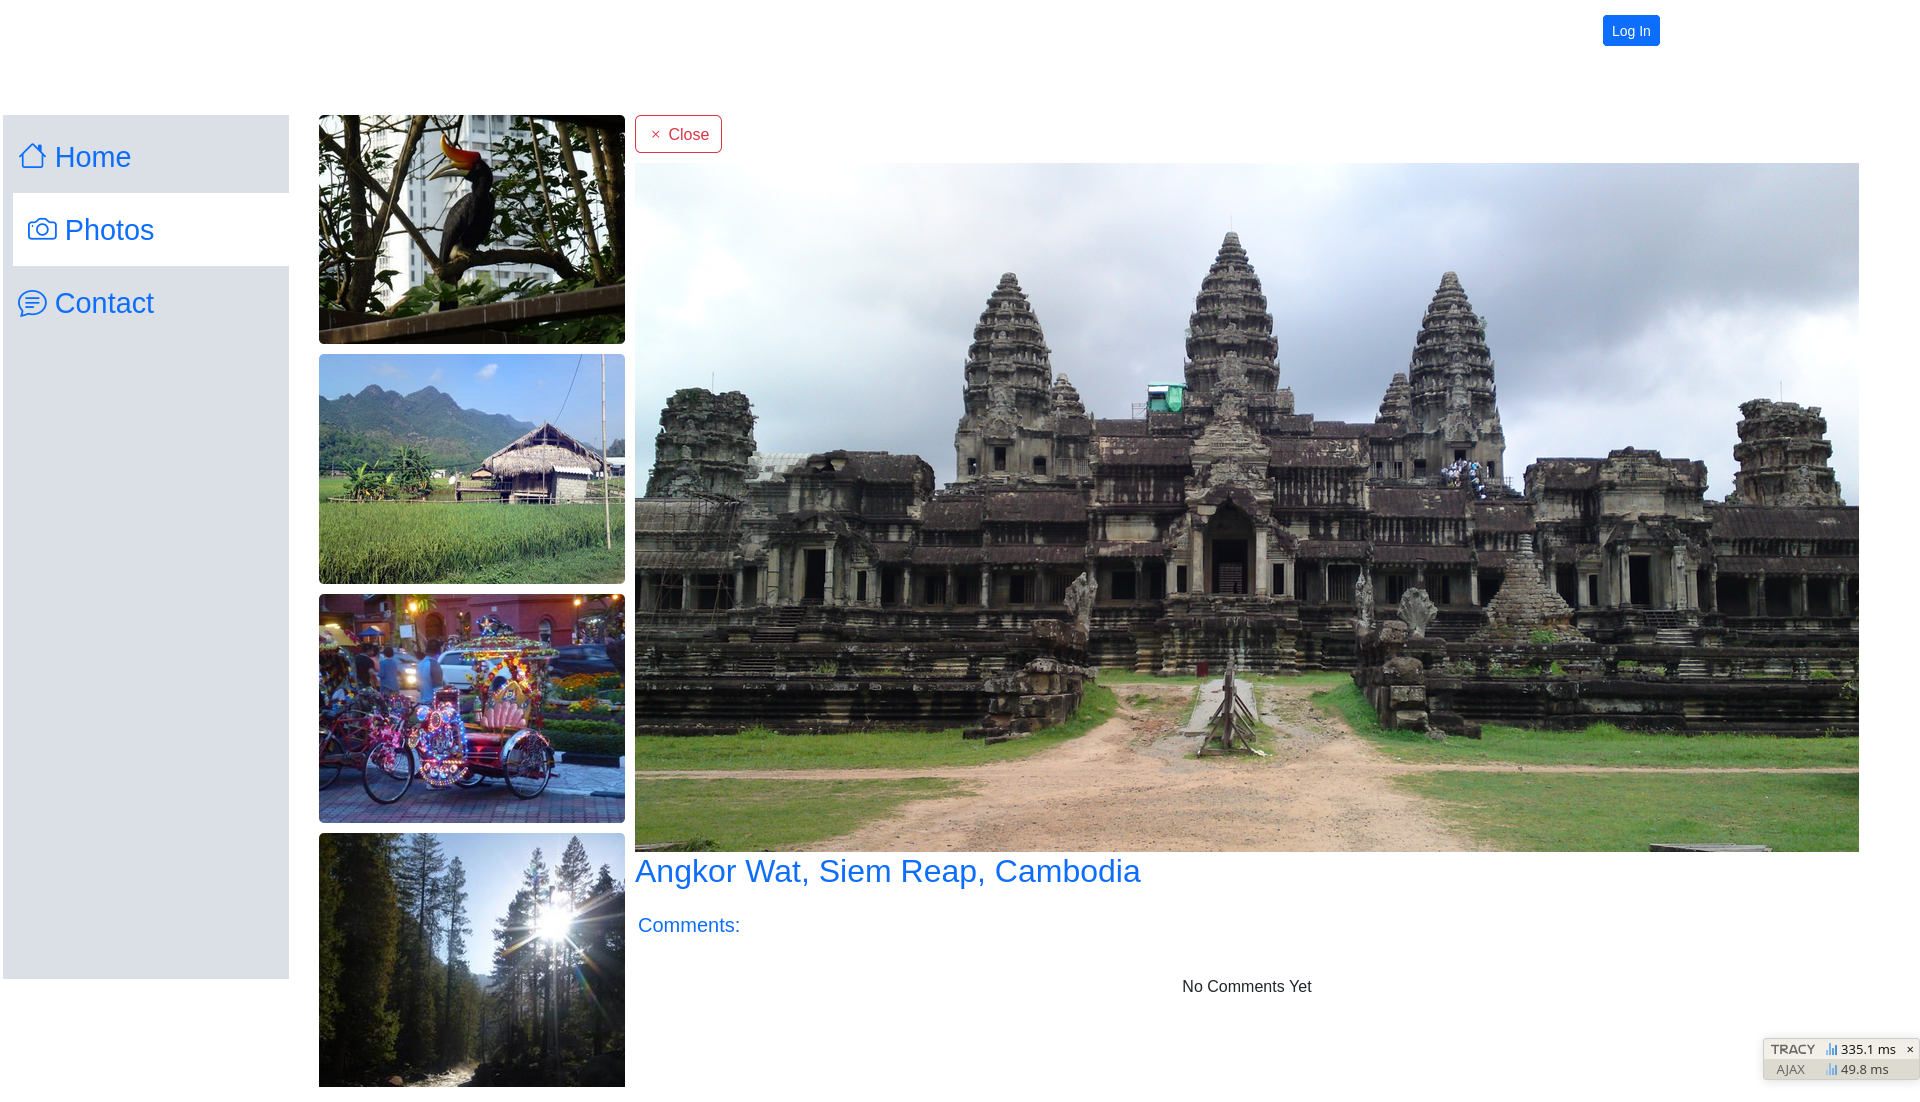 Log In
Home
Photos
Contact
× Close
Angkor Wat, Siem Reap, Cambodia
Comments:
No Comments Yet
TRACY 335.1 ms ×
AJAX 49.8 ms